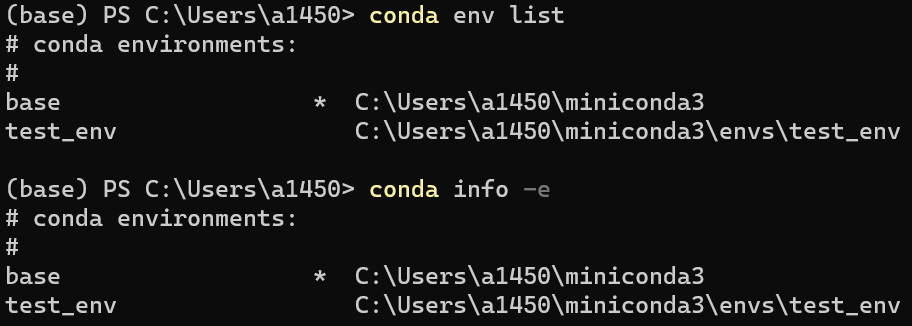 (base) PS C:\Users\a1450> conda env list
# conda environments:
#
base                  *  C:\Users\a1450\miniconda3
test_env                 C:\Users\a1450\miniconda3\envs\test_env

(base) PS C:\Users\a1450> conda info -e
# conda environments:
#
base                  *  C:\Users\a1450\miniconda3
test_env                 C:\Users\a1450\miniconda3\envs\test_env